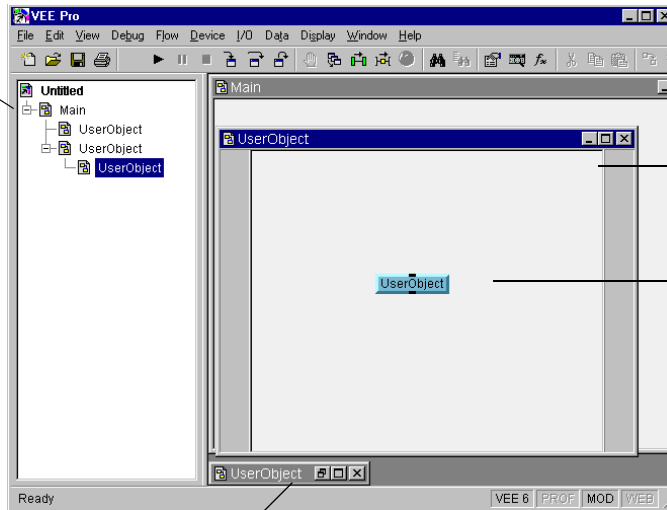 VEE Pro
File Edit View Debug Flow Device I/O Data Display Window Help
Untitled
Main
UserObject
UserObject
UserObject
Main
UserObject
UserObject
UserObject
Ready
VEE 6 PROF MOD WEB